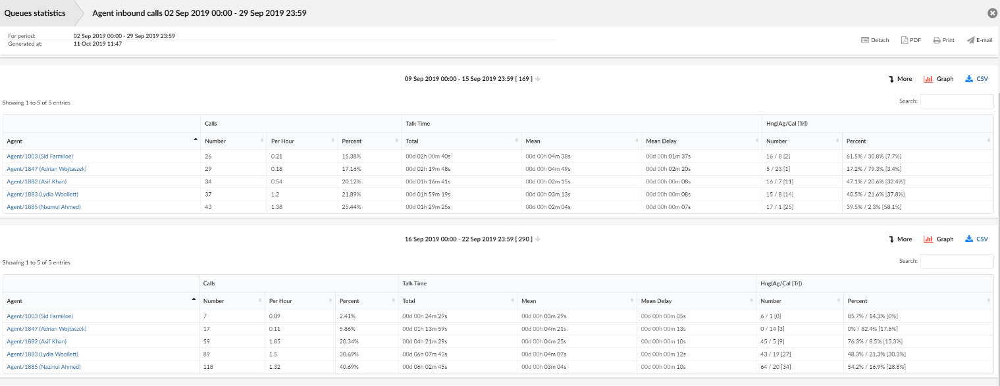 Queues statistics Agent inbound calls 02 Sep 2019 00:00 - 29 Sep 2019 23:59
For period: 02 Sep 2019 00:00 - 29 Sep 2019 23:59
Generated at: 11 Oct 2019 11:47
Detach PDF Print E-mail
09 Sep 2019 00:00 - 15 Sep 2019 23:59 [ 169 ] More Graph CSV
Showing 1 to 5 of 5 entries Search:
Calls Talk Time Hng(Ag/Cal [Tr])
Agent Number Per Hour Percent Total Mean Mean Delay Number Percent
Agent/1003 (Sid Farmiloe) 26 0.21 15.38% 00d 02h 00m 40s 00d 00h 04m 38s 00d 00h 01m 37s 16 / 8 [2] 61.5% / 30.8% [7.7%]
Agent/1847 (Adrian Wojtaszek) 29 0.18 17.16% 00d 02h 19m 48s 00d 00h 04m 49s 00d 00h 02m 20s 5 / 23 [1] 17.2% / 79.3% [3.4%]
Agent/1882 (Asif Khan) 34 0.54 20.12% 00d 01h 16m 41s 00d 00h 02m 15s 00d 00h 00m 08s 16 / 7 [11] 47.1% / 20.6% [32.4%]
Agent/1883 (Lydia Woollett) 37 1.2 21.89% 00d 01h 59m 19s 00d 00h 03m 13s 00d 00h 00m 08s 15 / 8 [14] 40.5% / 21.6% [37.8%]
Agent/1885 (Nazmul Ahmed) 43 1.38 25.44% 00d 01h 29m 25s 00d 00h 02m 04s 00d 00h 00m 07s 17 / 1 [25] 39.5% / 2.3% [58.1%]
16 Sep 2019 00:00 - 22 Sep 2019 23:59 [ 290 ] More Graph CSV
Showing 1 to 5 of 5 entries Search:
Calls Talk Time Hng(Ag/Cal [Tr])
Agent Number Per Hour Percent Total Mean Mean Delay Number Percent
Agent/1003 (Sid Farmiloe) 7 0.09 2.41% 00d 00h 24m 29s 00d 00h 03m 29s 00d 00h 00m 05s 6 / 1 [0] 85.7% / 14.3% [0%]
Agent/1847 (Adrian Wojtaszek) 17 0.11 5.86% 00d 01h 13m 59s 00d 00h 04m 21s 00d 00h 00m 13s 0 / 14 [3] 0% / 82.4% [17.6%]
Agent/1882 (Asif Khan) 59 1.85 20.34% 00d 04h 21m 29s 00d 00h 04m 25s 00d 00h 00m 10s 45 / 5 [9] 76.3% / 8.5% [15.3%]
Agent/1883 (Lydia Woollett) 89 1.5 30.69% 00d 06h 07m 43s 00d 00h 04m 07s 00d 00h 00m 12s 43 / 19 [27] 48.3% / 21.3% [30.3%]
Agent/1885 (Nazmul Ahmed) 118 1.32 40.69% 00d 06h 02m 45s 00d 00h 03m 04s 00d 00h 00m 10s 64 / 20 [34] 54.2% / 16.9% [28.8%]